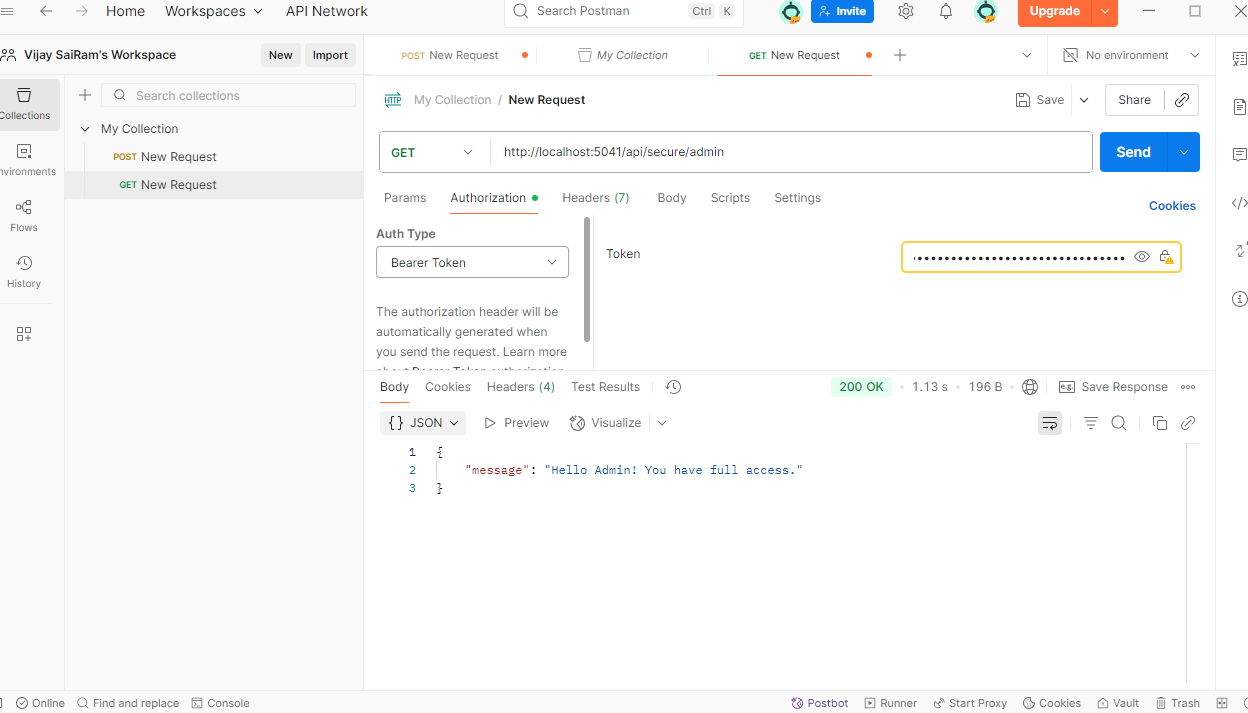 Home Workspaces API Network Search Postman Ctrl K Invite Upgrade
Vijay SaiRam's Workspace New Import POST New Request My Collection GET New Request No environment
Collections
Search collections
My Collection
POST New Request
GET New Request
Flows
History
My Collection / New Request Save Share
GET http://localhost:5041/api/secure/admin Send
Params Authorization Headers (7) Body Scripts Settings Cookies
Auth Type
Bearer Token
Token
The authorization header will be
automatically generated when
you send the request. Learn more
about Bearer Token authorization
Body Cookies Headers (4) Test Results 200 OK • 1.13 s • 196 B • e.g. Save Response
{} JSON Preview Visualize
1 {
2 "message": "Hello Admin! You have full access."
3 }
Online Find and replace Console Postbot Runner Start Proxy Cookies Vault Trash